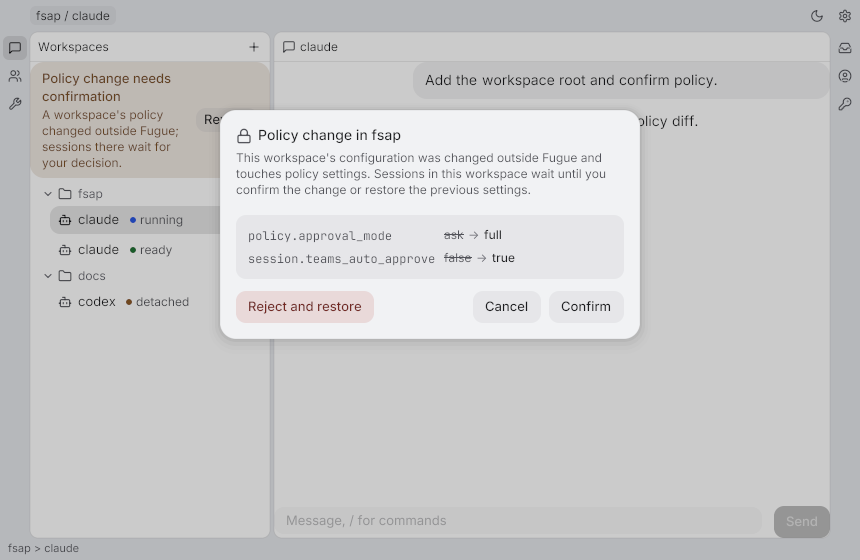 fsap / claude
Workspaces
claude
Policy change needs
confirmation
A workspace's policy
changed outside Fugue;
sessions there wait for
your decision.
Add the workspace root and confirm policy.
olicy diff.
Policy change in fsap
This workspace's configuration was changed outside Fugue and
touches policy settings. Sessions in this workspace wait until you
confirm the change or restore the previous settings.
policy.approval_mode ask → full
session.teams_auto_approve false → true
Reject and restore Cancel Confirm
fsap
claude running
claude ready
docs
codex detached
Message, / for commands
Send
fsap > claude